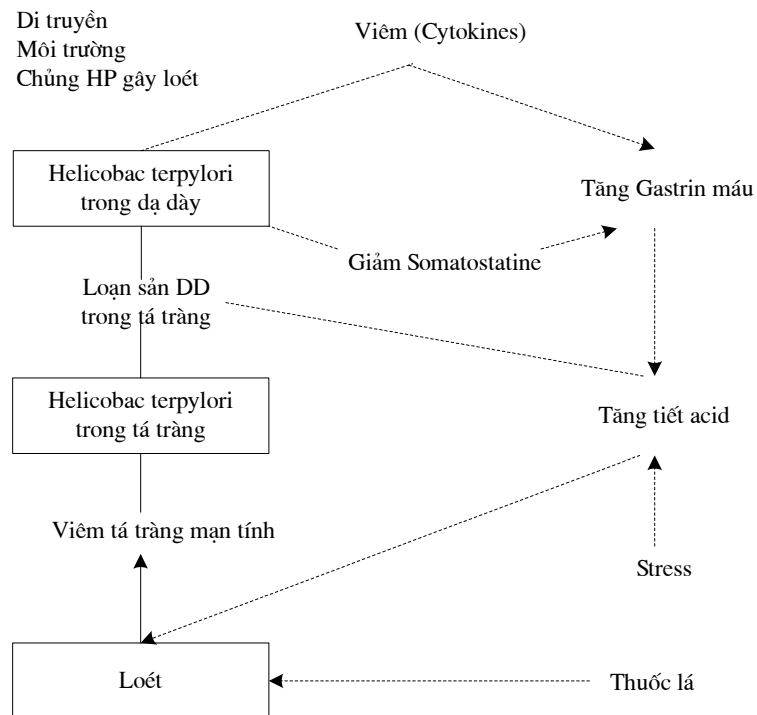 Di truyền
Môi trường
Chủng HP gây loét
Viêm (Cytokines)
Helicobac terpylori
trong dạ dày
Tăng Gastrin máu
Giảm Somatostatine
Loạn sản DD
trong tá tràng
Helicobac terpylori
trong tá tràng
Tăng tiết acid
Viêm tá tràng mạn tính
Stress
Loét
Thuốc lá